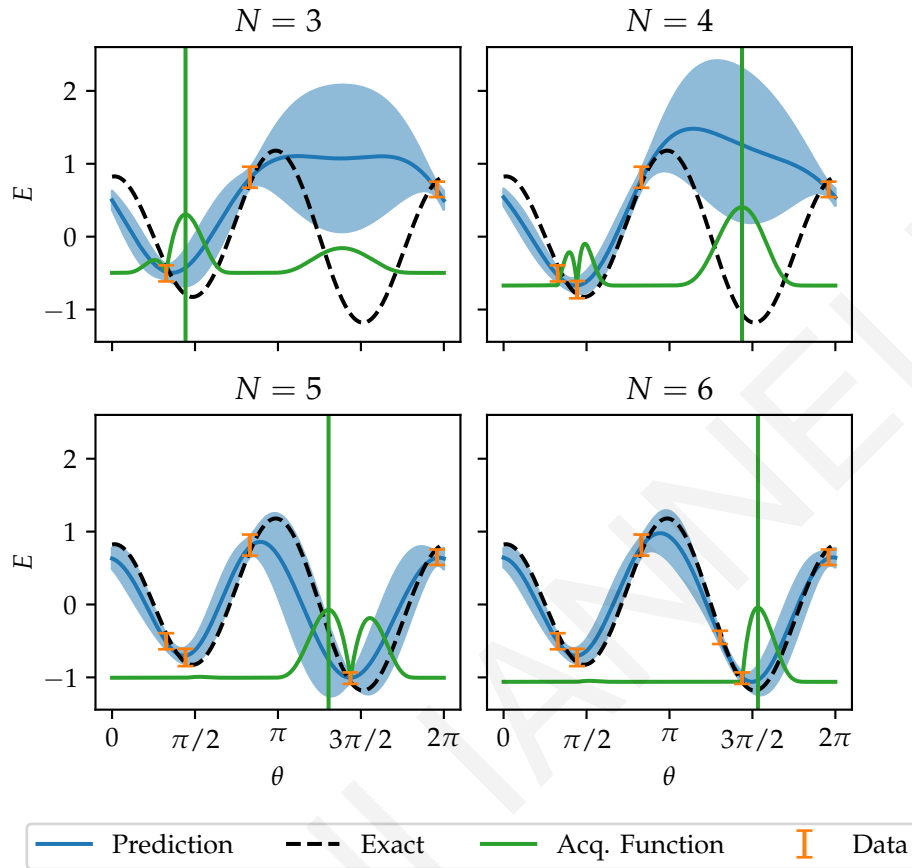 N = 3
N = 4
E
2
1
0
−1
N = 5
N = 6
E
2
1
0
−1
0
π/2
π
3π/2
2π
0
π/2
π
3π/2
2π
θ
θ
Prediction
Exact
Acq. Function
Data